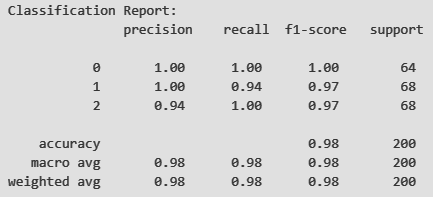 Classification Report:
precision recall f1-score support
0 1.00 1.00 1.00 64
1 1.00 0.94 0.97 68
2 0.94 1.00 0.97 68
accuracy 0.98 200
macro avg 0.98 0.98 0.98 200
weighted avg 0.98 0.98 0.98 200